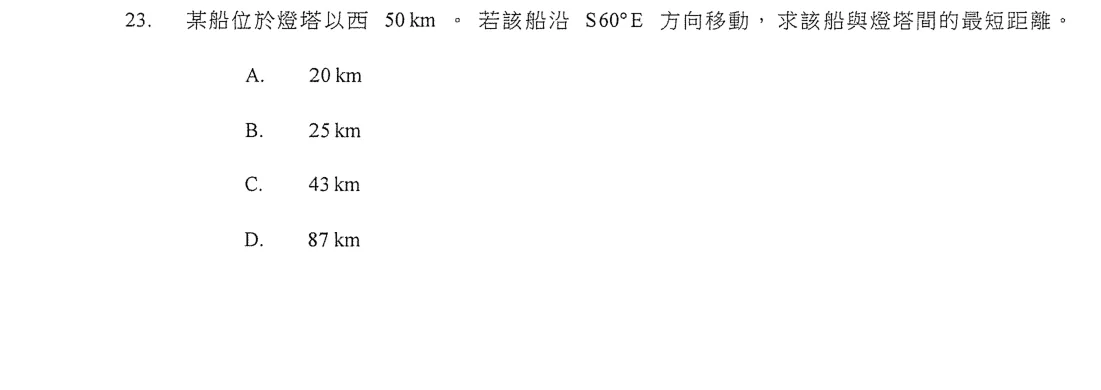 23. 某船位於燈塔以西 50 km 。 若該船沿 S60°E 方向移動，求該船與燈塔間的最短距離。
A. 20 km
B. 25 km
C. 43 km
D. 87 km